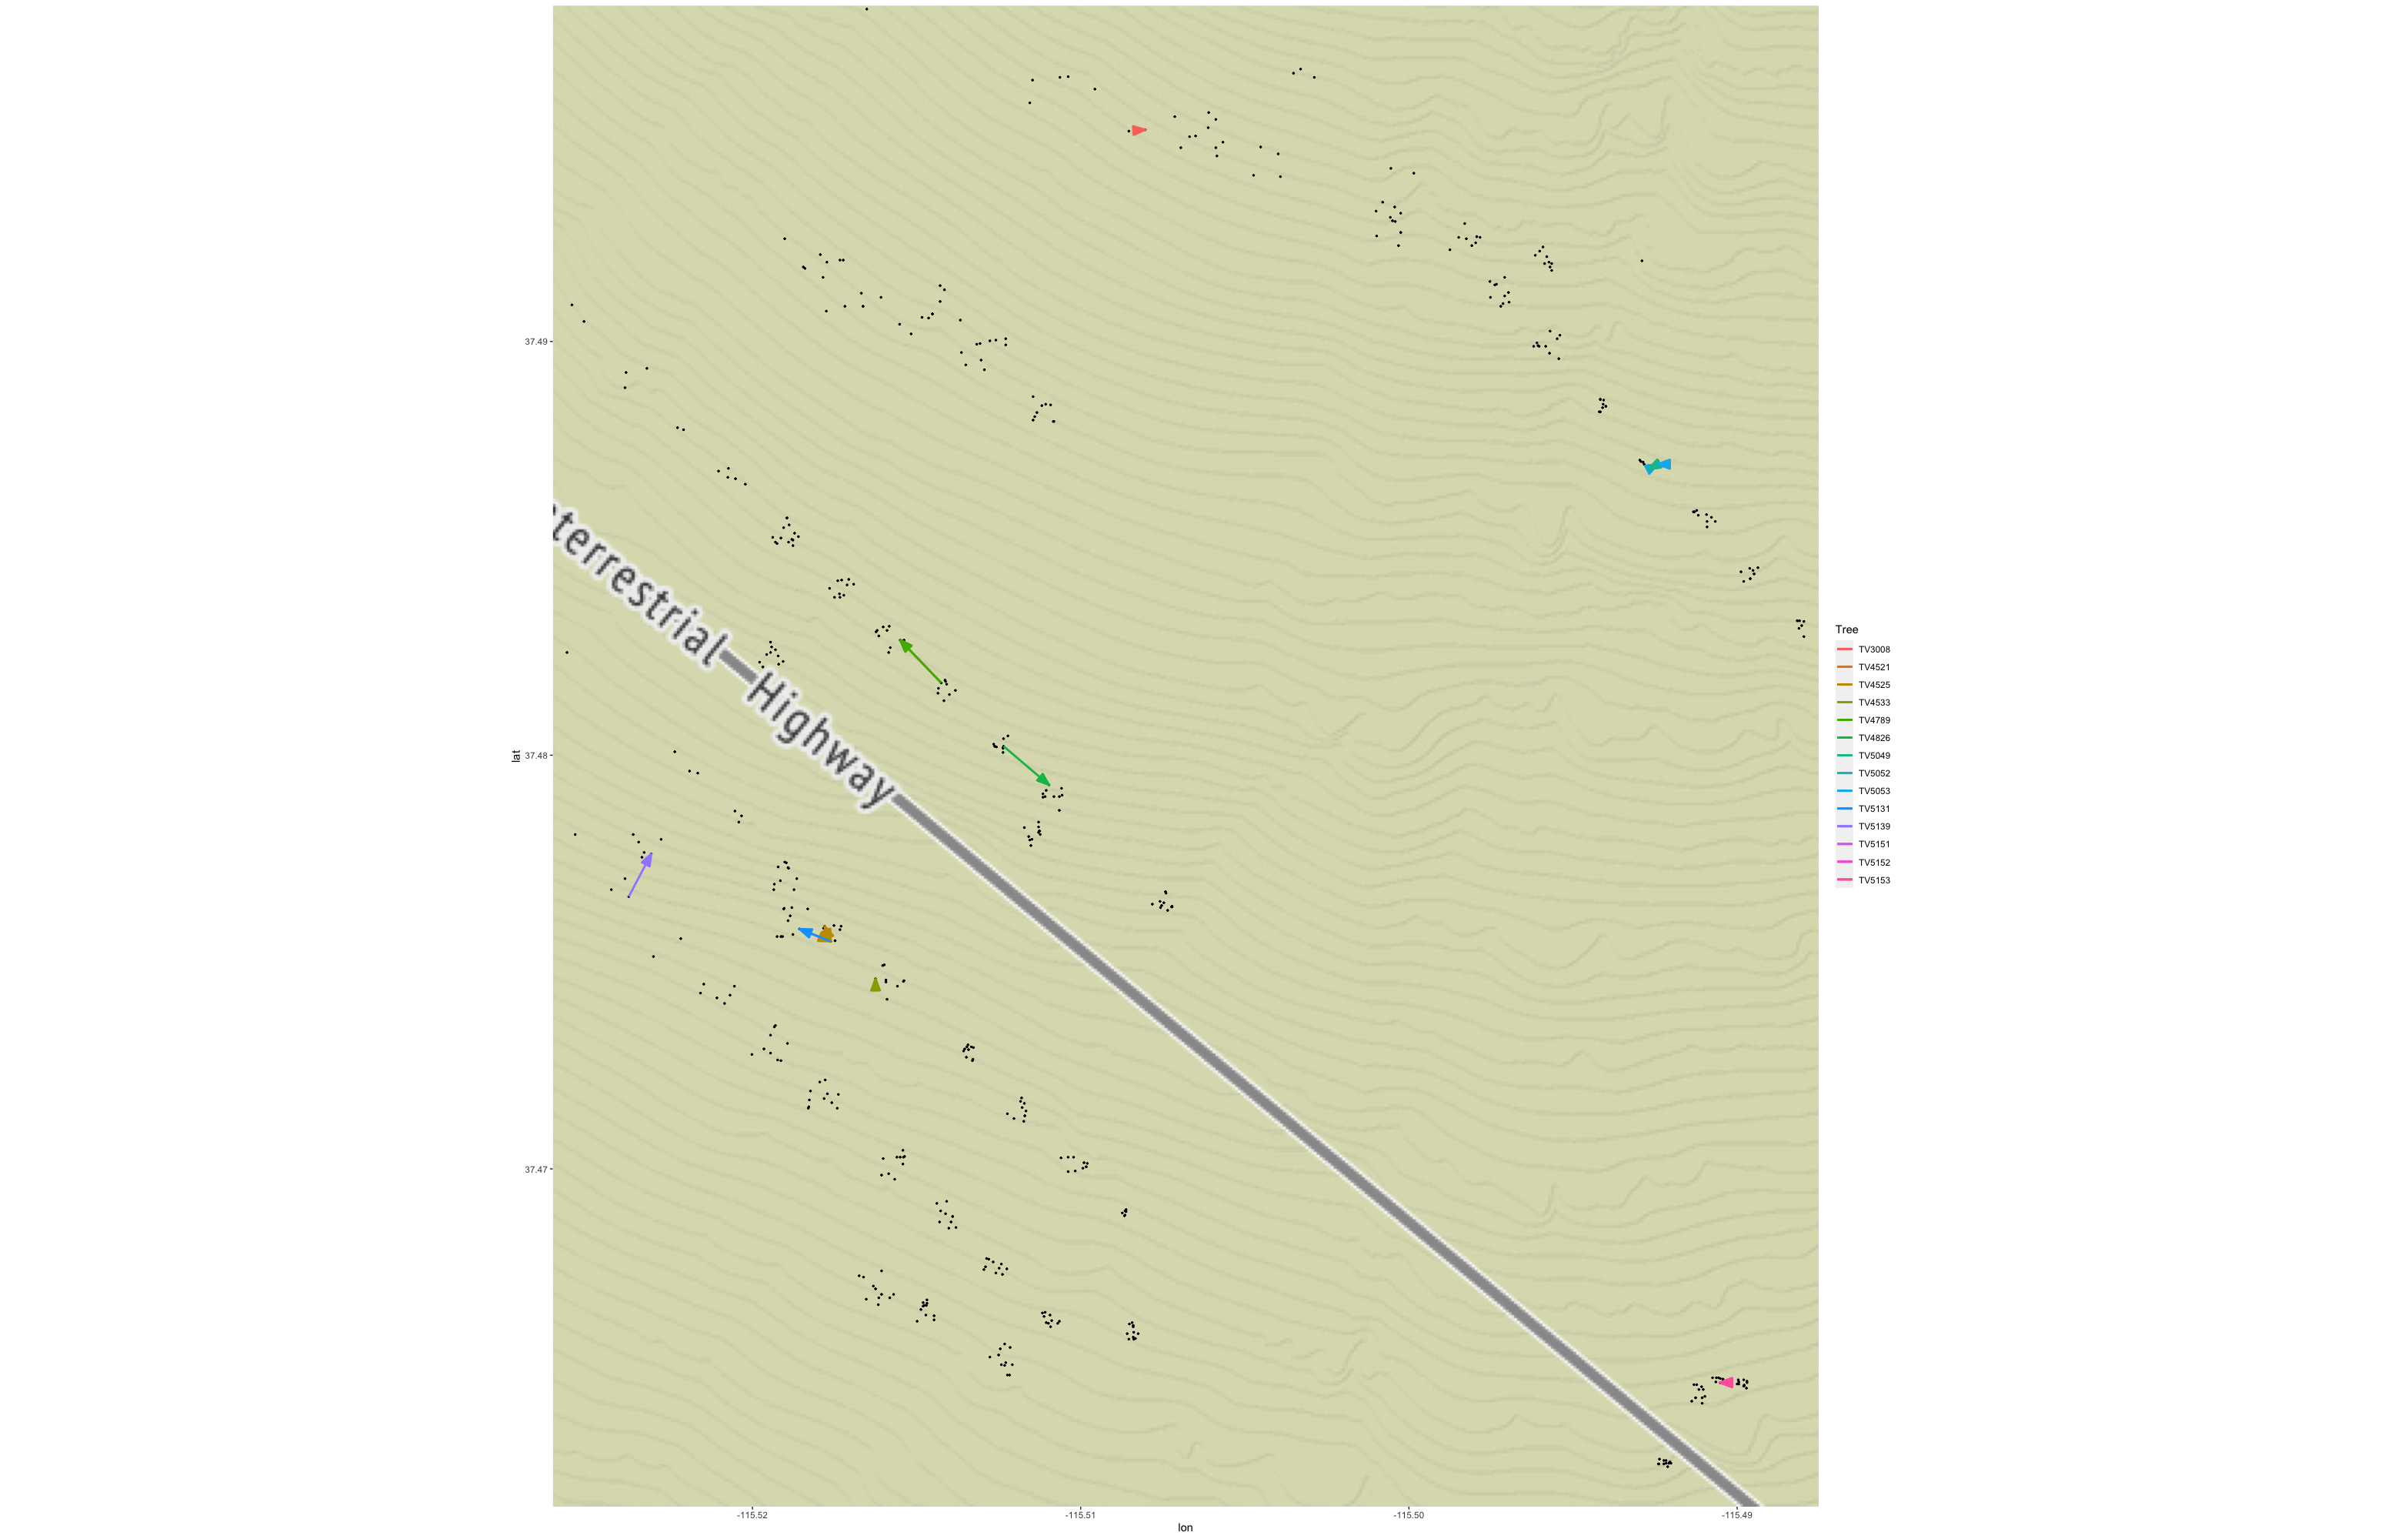 terrestrial
Highway
lat
37.49
37.48
37.47
-115.52
-115.51
-115.50
-115.49
lon
Tree
TV3008
TV4521
TV4525
TV4533
TV4789
TV4826
TV5049
TV5052
TV5053
TV5131
TV5139
TV5151
TV5152
TV5153